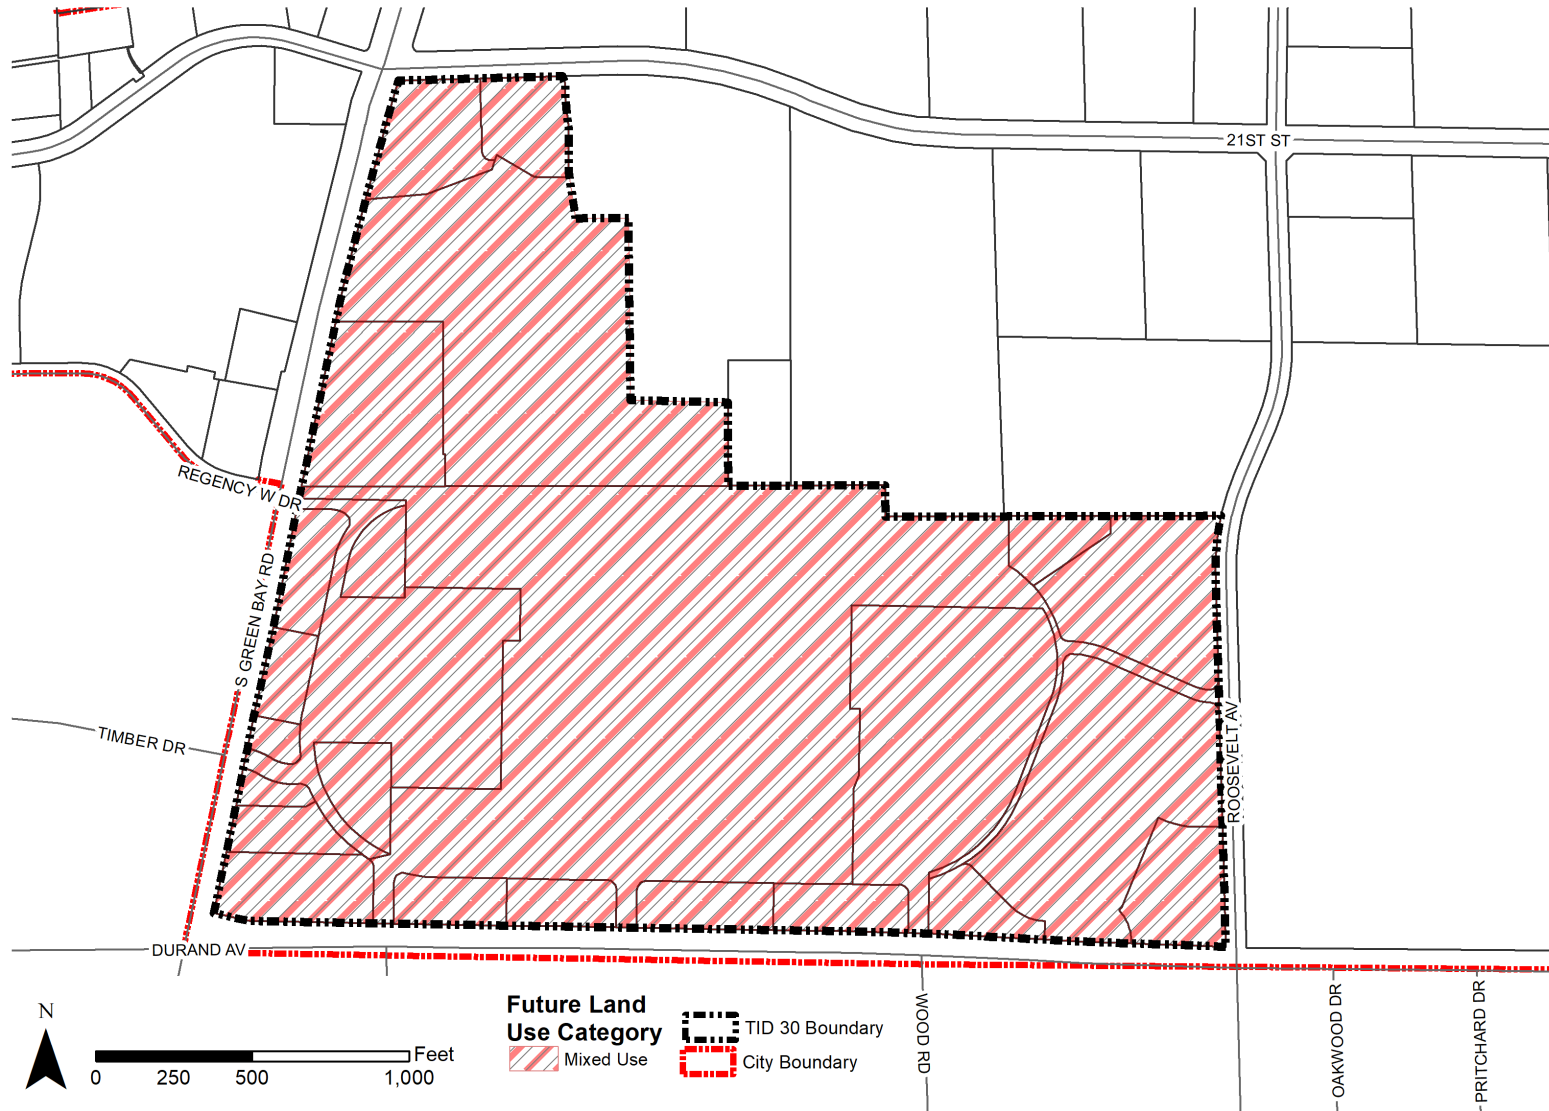 21ST ST
REGENCY W DR
S GREEN BAY RD
TIMBER DR
ROOSEVELT AV
DURAND AV
WOOD RD
OAKWOOD DR
PRITCHARD DR
N
Feet
0 250 500 1,000
Future Land
Use Category
Mixed Use
TID 30 Boundary
City Boundary